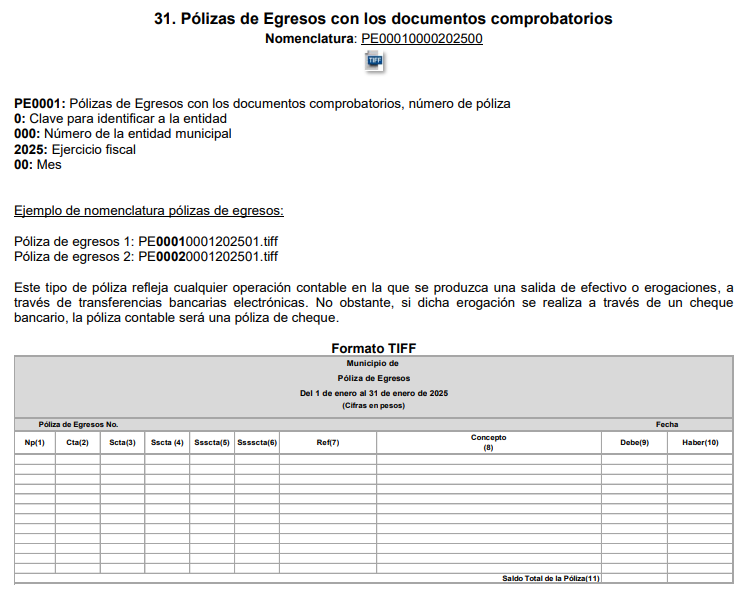 31. Pólizas de Egresos con los documentos comprobatorios
Nomenclatura: PE00010000202500
TIFF
PE0001: Pólizas de Egresos con los documentos comprobatorios, número de póliza
0: Clave para identificar a la entidad
000: Número de la entidad municipal
2025: Ejercicio fiscal
00: Mes
Ejemplo de nomenclatura pólizas de egresos:
Póliza de egresos 1: PE00010001202501.tiff
Póliza de egresos 2: PE00020001202501.tiff
Este tipo de póliza refleja cualquier operación contable en la que se produzca una salida de efectivo o erogaciones, a
través de transferencias bancarias electrónicas. No obstante, si dicha erogación se realiza a través de un cheque
bancario, la póliza contable será una póliza de cheque.
Formato TIFF
Municipio de
Póliza de Egresos
Del 1 de enero al 31 de enero de 2025
(Cifras en pesos)
Póliza de Egresos No. Fecha
Np(1) Cta(2) Scta(3) Sscta (4) Ssscta(5) Sssscta(6) Ref(7) Concepto (8) Debe(9) Haber(10)
Saldo Total de la Póliza(11)